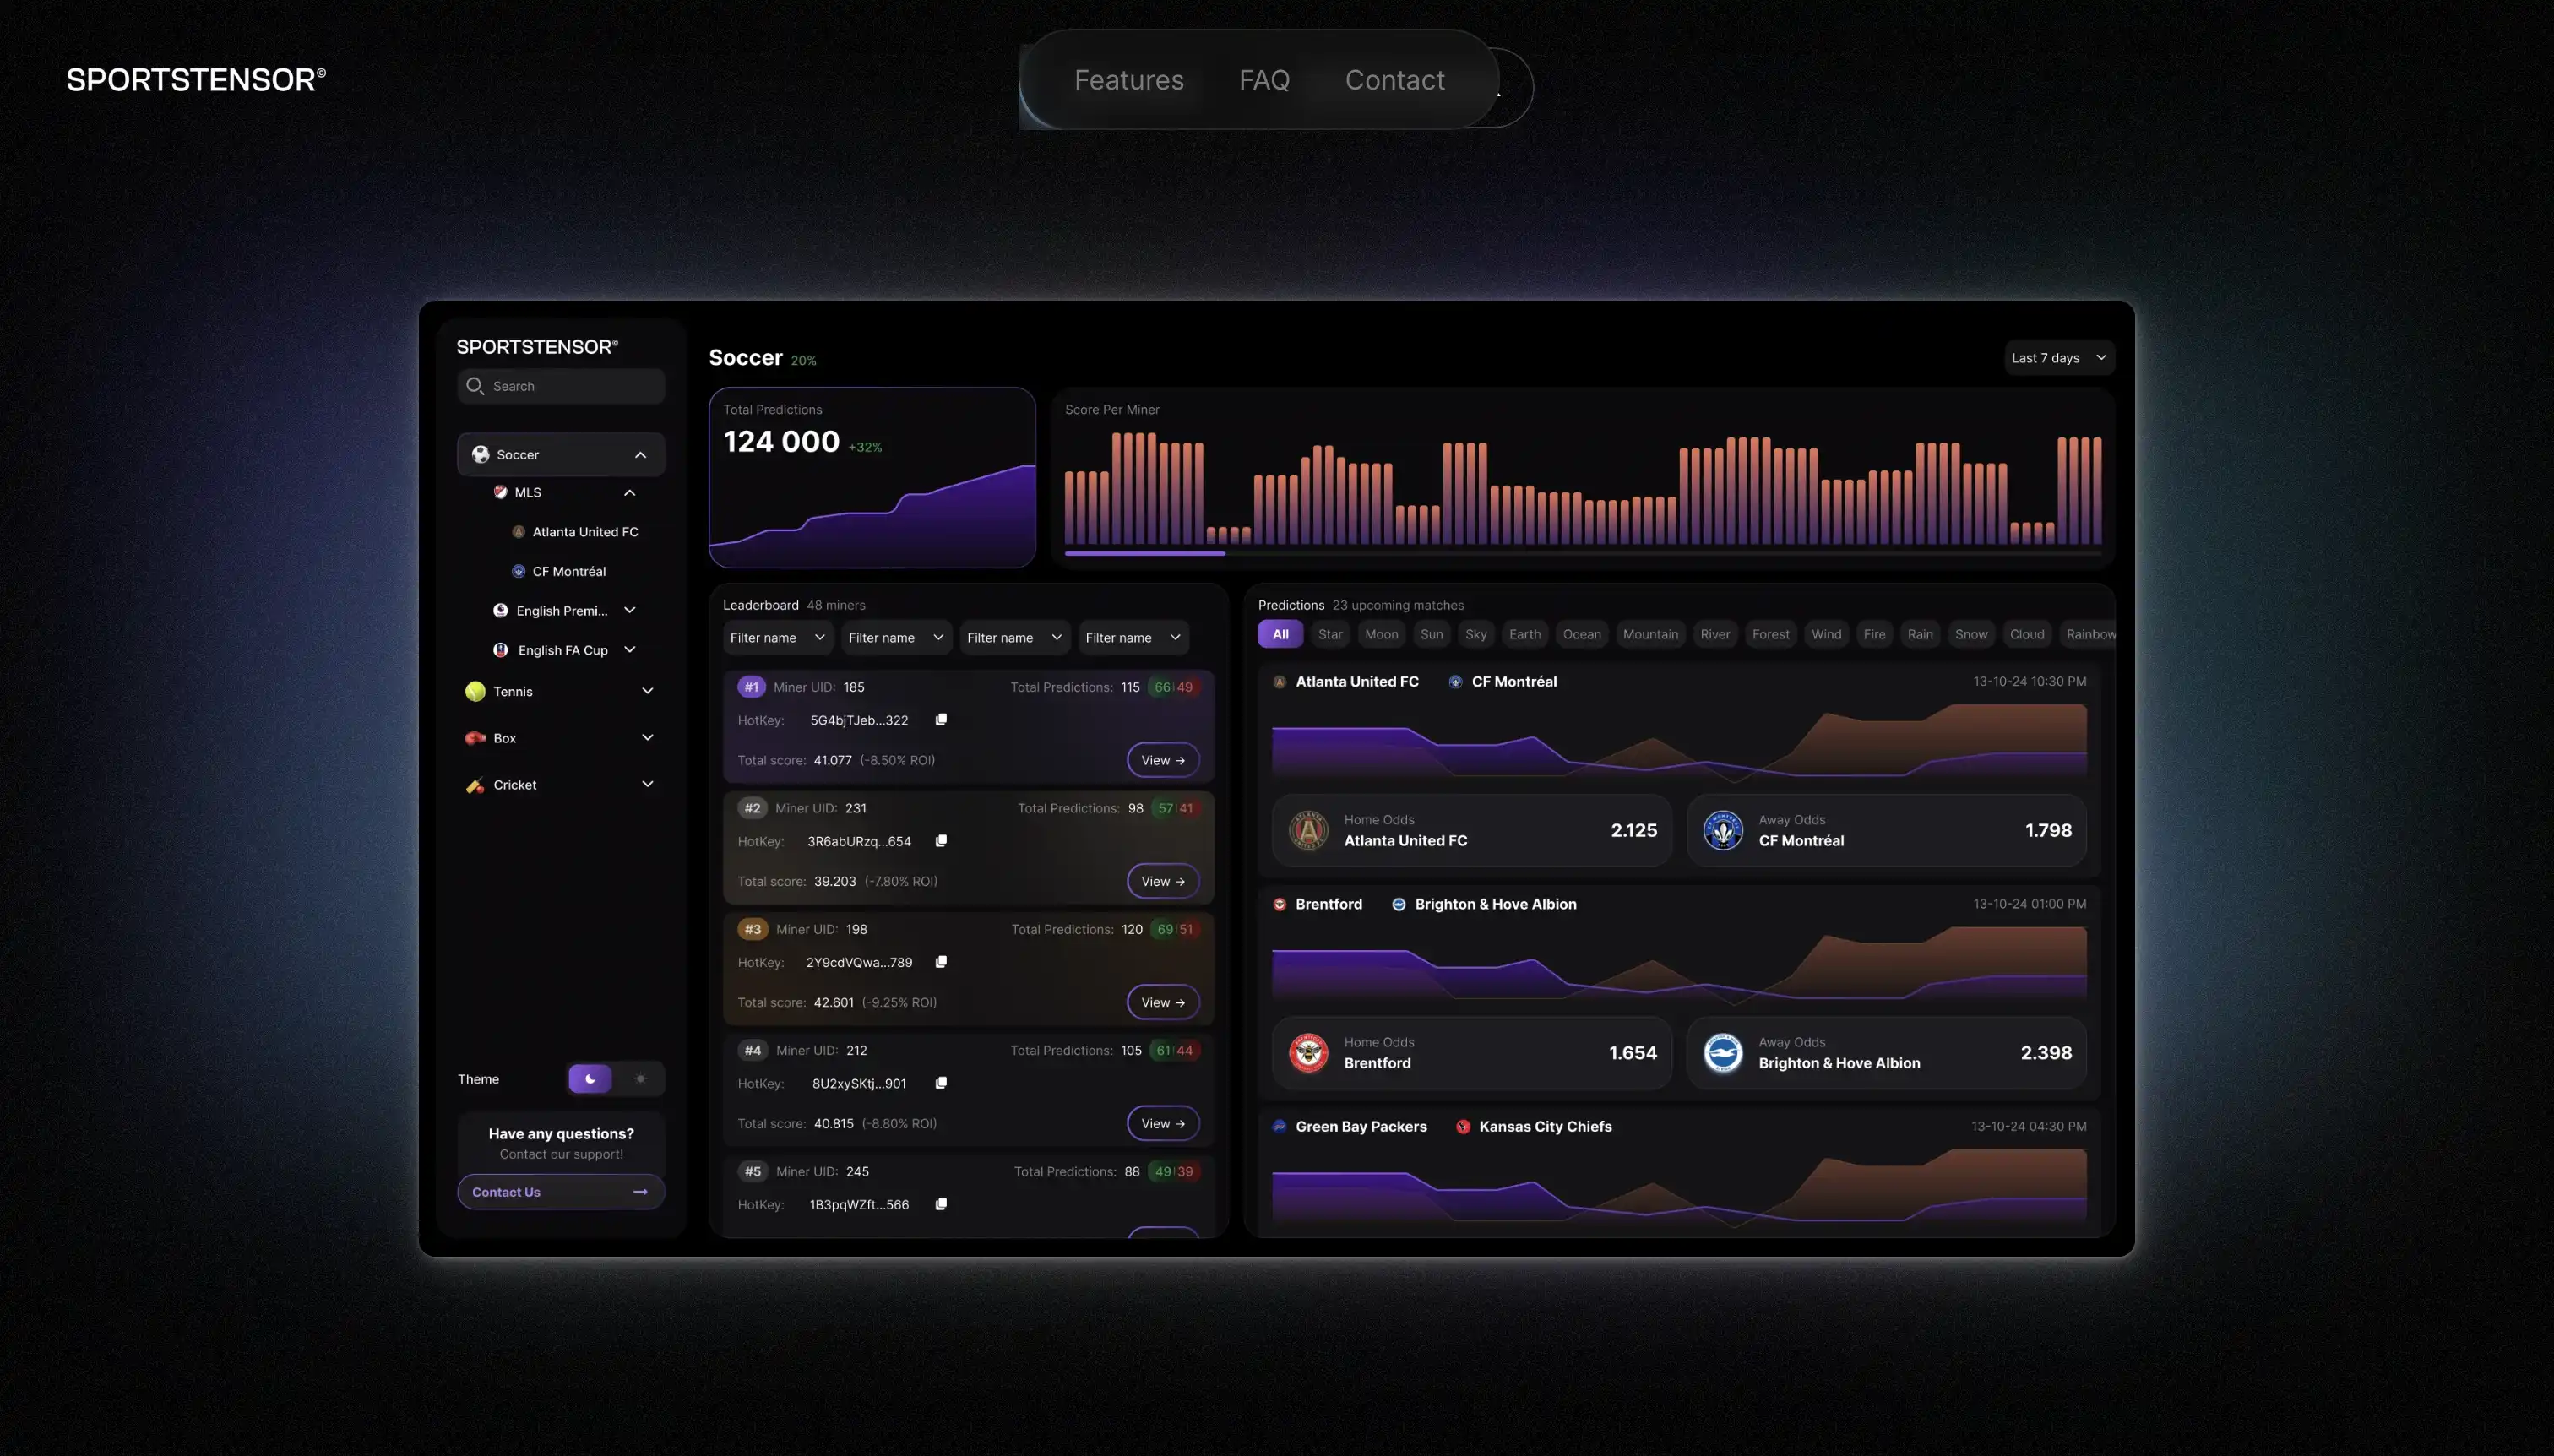 SPORTSTENSOR©
Features FAQ Contact
SPORTSTENSOR©
Search
Soccer
MLS
Atlanta United FC
CF Montréal
English Premi...
English FA Cup
Tennis
Box
Cricket
Theme
Have any questions?
Contact our support!
Contact Us →
Soccer 20%
Last 7 days
Total Predictions
124 000 +32%
Score Per Miner
Leaderboard 48 miners
Filter name Filter name Filter name Filter name
#1 Miner UID: 185 Total Predictions: 115 66|49
HotKey: 5G4bjTJeb...322
Total score: 41.077 (-8.50% ROI) View →
#2 Miner UID: 231 Total Predictions: 98 57|41
HotKey: 3R6abURzq...654
Total score: 39.203 (-7.80% ROI) View →
#3 Miner UID: 198 Total Predictions: 120 69|51
HotKey: 2Y9cdVQwa...789
Total score: 42.601 (-9.25% ROI) View →
#4 Miner UID: 212 Total Predictions: 105 61|44
HotKey: 8U2xySKtj...901
Total score: 40.815 (-8.80% ROI) View →
#5 Miner UID: 245 Total Predictions: 88 49|39
HotKey: 1B3pqWZft...566
Predictions 23 upcoming matches
All Star Moon Sun Sky Earth Ocean Mountain River Forest Wind Fire Rain Snow Cloud Rainbow
Atlanta United FC CF Montréal 13-10-24 10:30 PM
Home Odds
Atlanta United FC 2.125
Away Odds
CF Montréal 1.798
Brentford Brighton & Hove Albion 13-10-24 01:00 PM
Home Odds
Brentford 1.654
Away Odds
Brighton & Hove Albion 2.398
Green Bay Packers Kansas City Chiefs 13-10-24 04:30 PM